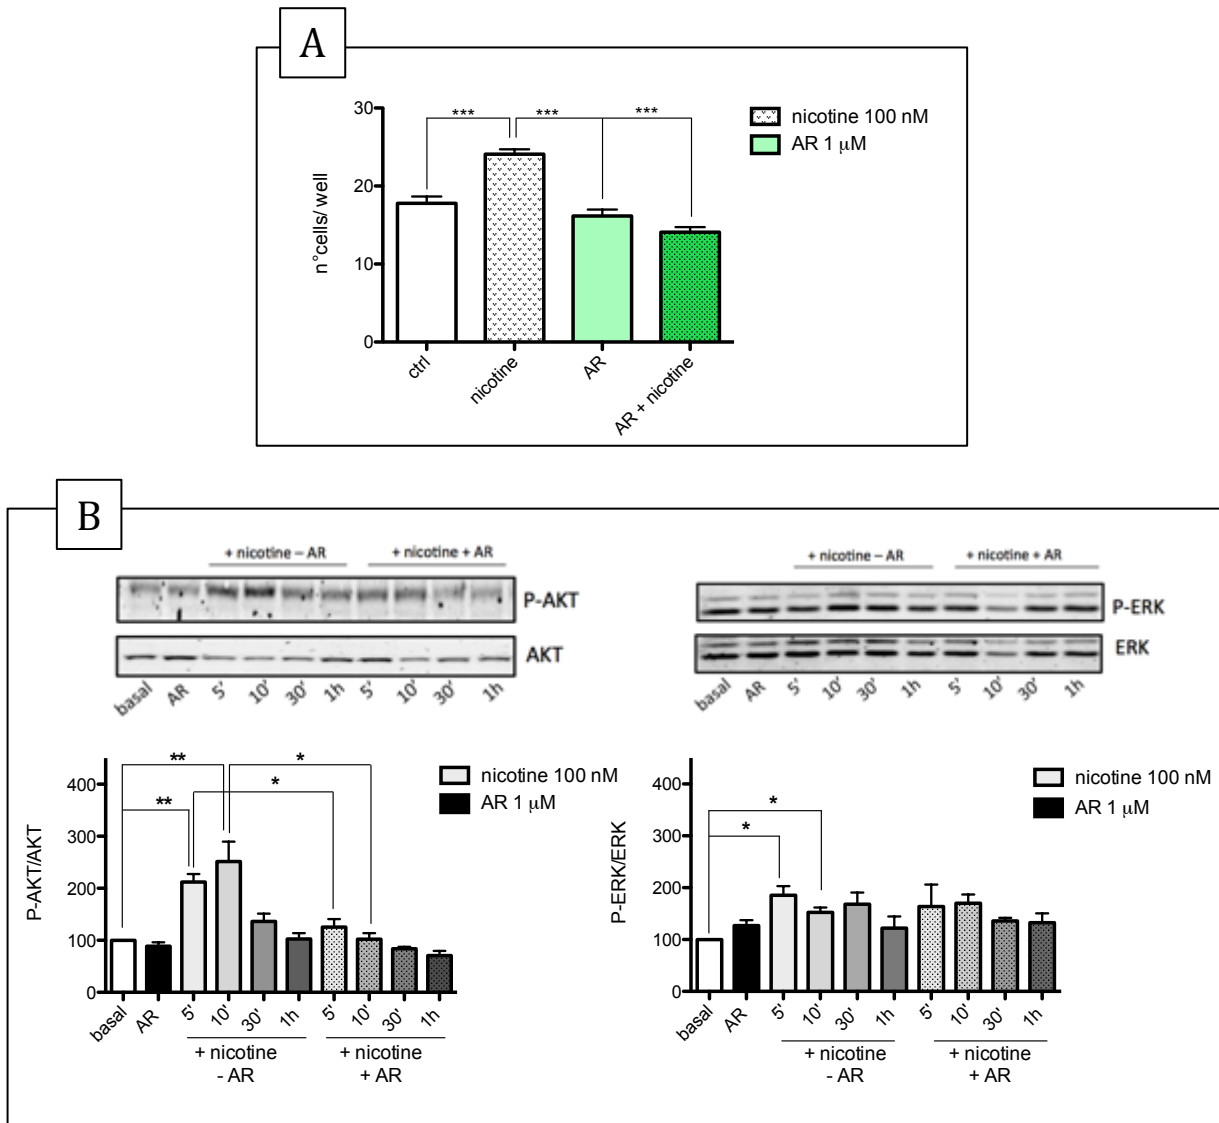 A
30
20
10
0
n°cells/ well
***
***
***
ctrl
nicotine
AR
AR + nicotine
nicotine 100 nM
AR 1 μM
B
+ nicotine – AR
+ nicotine + AR
P-AKT
AKT
basal
AR
5'
10'
30'
1h
5'
10'
30'
1h
+ nicotine – AR
+ nicotine + AR
P-ERK
ERK
basal
AR
5'
10'
30'
1h
5'
10'
30'
1h
400
300
200
100
0
P-AKT/AKT
**
*
*
**
basal
AR
5'
10'
30'
1h
5'
10'
30'
1h
+ nicotine
- AR
+ nicotine
+ AR
nicotine 100 nM
AR 1 μM
400
300
200
100
0
P-ERK/ERK
*
*
basal
AR
5'
10'
30'
1h
5'
10'
30'
1h
+ nicotine
- AR
+ nicotine
+ AR
nicotine 100 nM
AR 1 μM